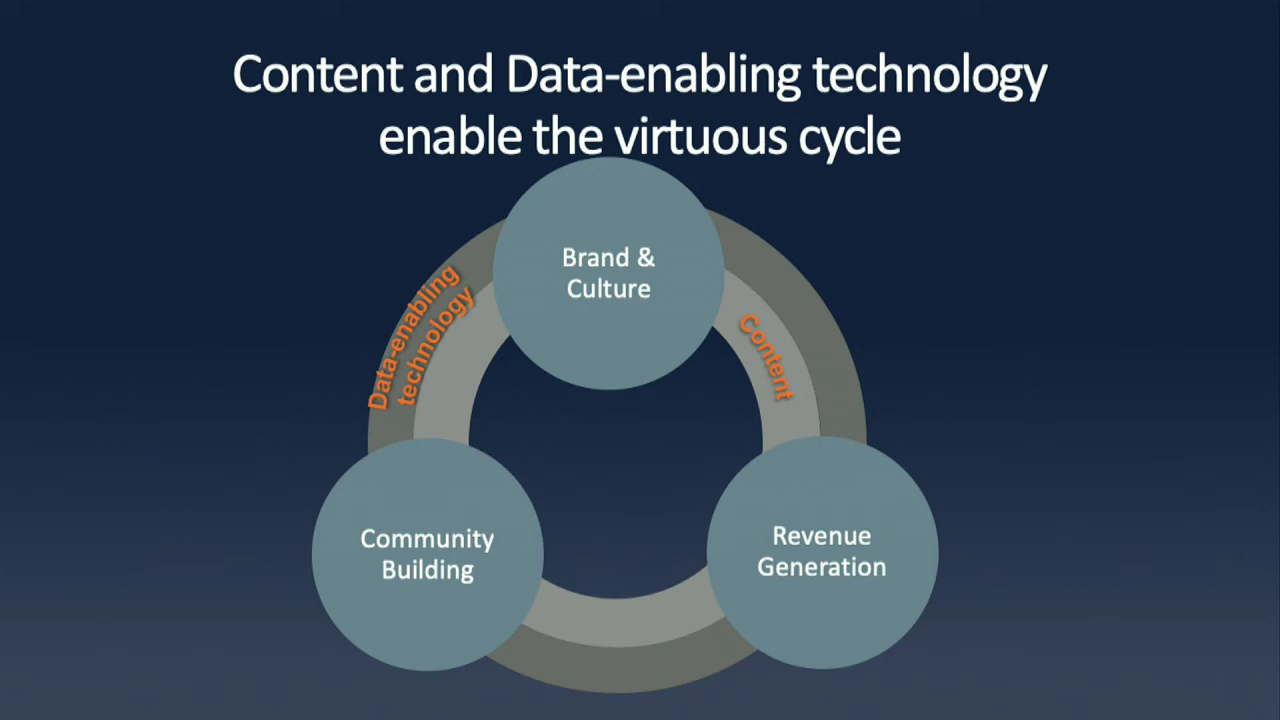 Content and Data-enabling technology
enable the virtuous cycle
Brand &
Culture
Data-enabling
technology
Content
Community
Building
Revenue
Generation